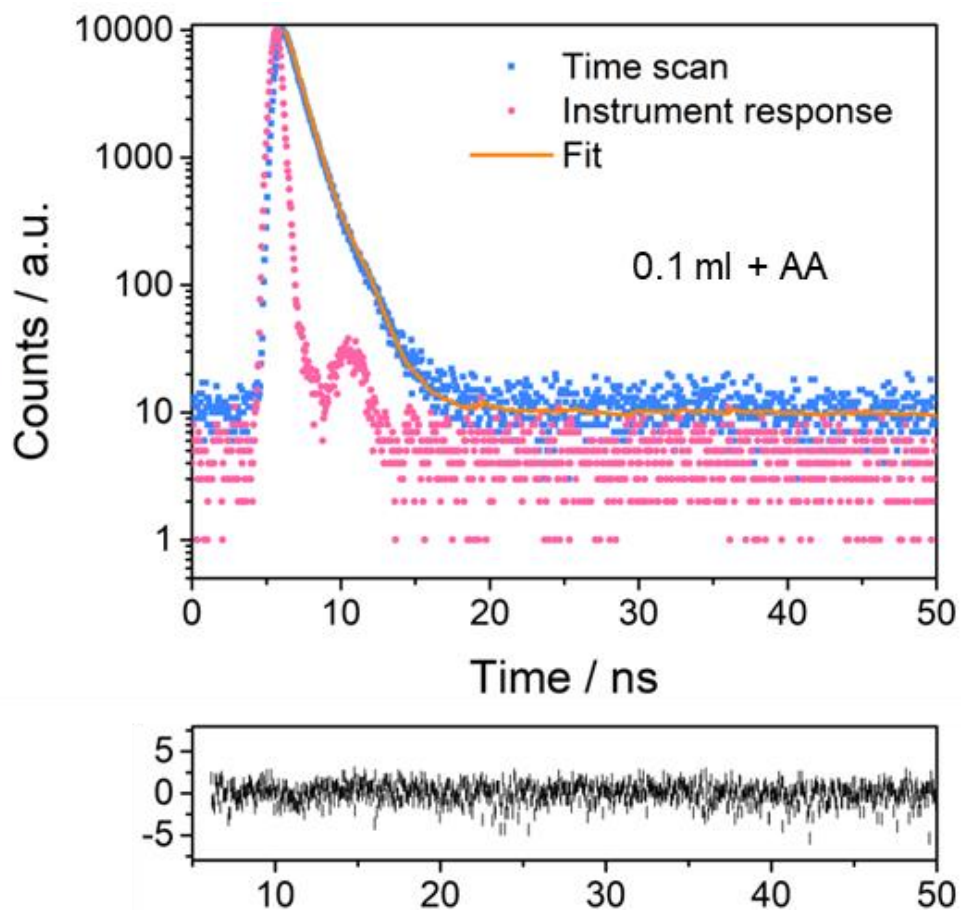 10000
1000
100
10
1
Counts / a.u.
Time scan
Instrument response
Fit
0.1 ml + AA
0 10 20 30 40 50
Time / ns
5
0
-5
10 20 30 40 50